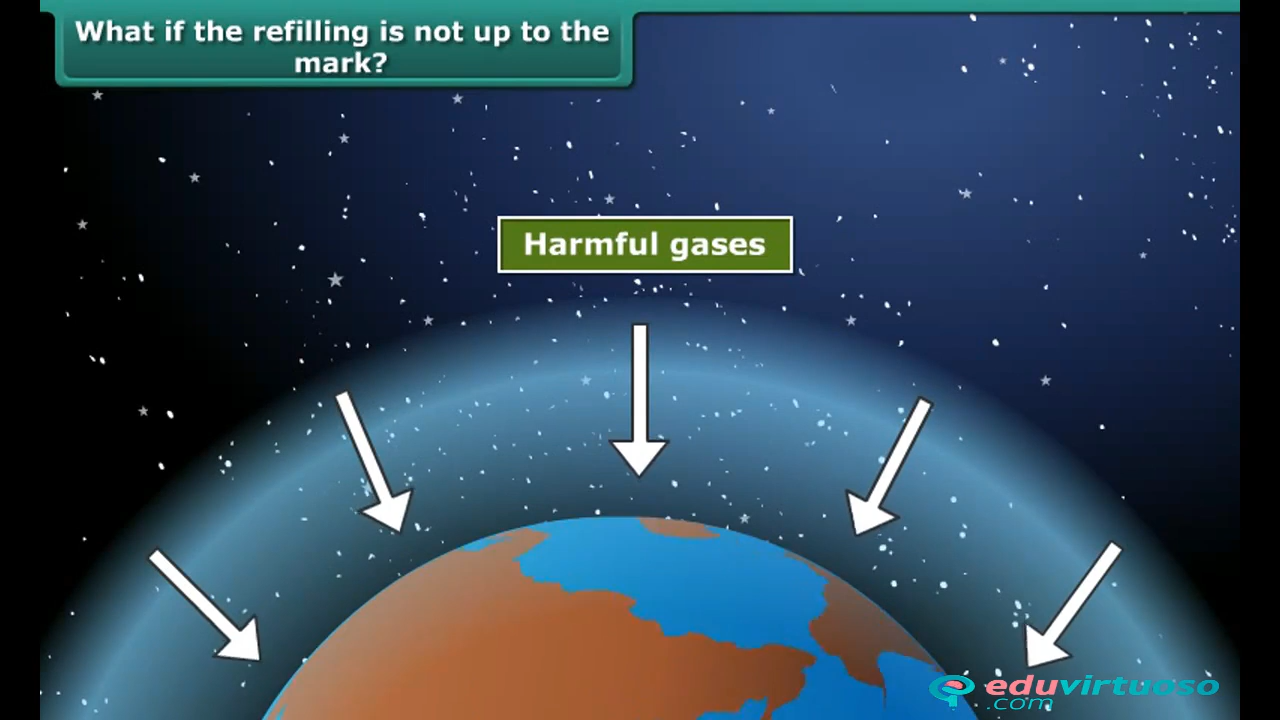 What if the refilling is not up to the
mark?
Harmful gases
eduvirtuoso
.com